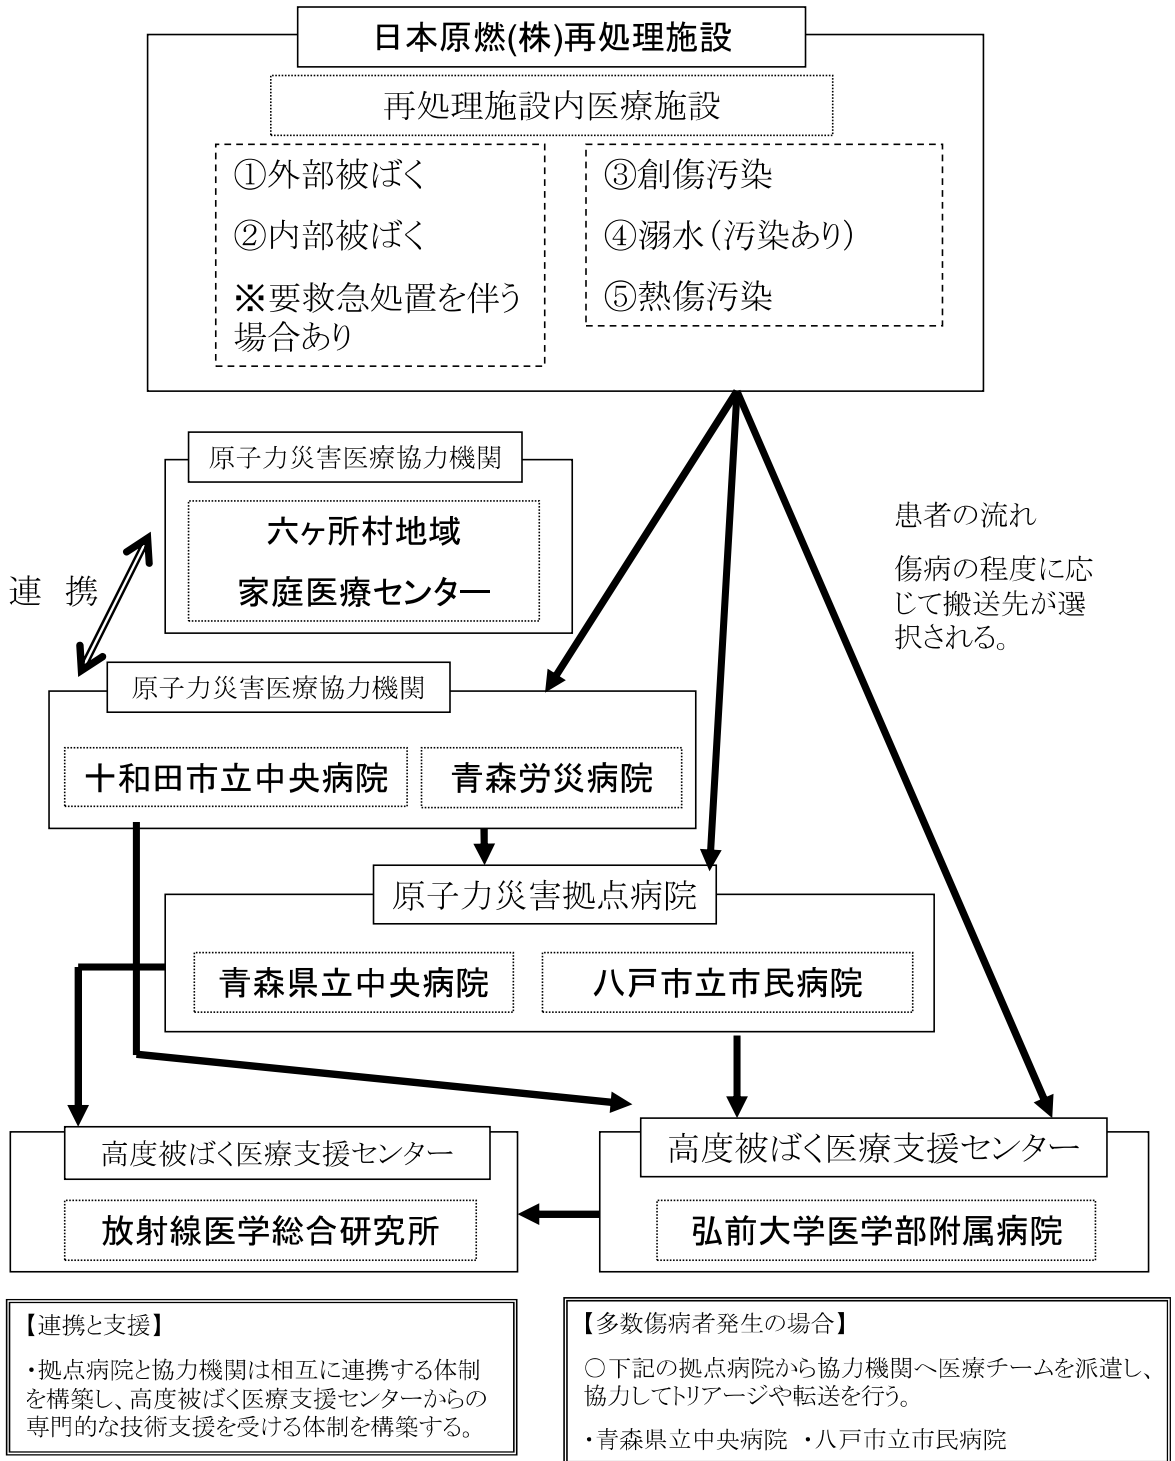 日本原燃(株)再処理施設
再処理施設内医療施設
①外部被ばく
②内部被ばく
※要救急処置を伴う
場合あり
③創傷汚染
④溺水（汚染あり）
⑤熱傷汚染
原子力災害医療協力機関
六ヶ所村地域
家庭医療センター
患者の流れ
傷病の程度に応
じて搬送先が選
択される。
連　携
原子力災害医療協力機関
十和田市立中央病院
青森労災病院
原子力災害拠点病院
青森県立中央病院
八戸市立市民病院
高度被ばく医療支援センター
放射線医学総合研究所
高度被ばく医療支援センター
弘前大学医学部附属病院
【連携と支援】
・拠点病院と協力機関は相互に連携する体制
を構築し、高度被ばく医療支援センターからの
専門的な技術支援を受ける体制を構築する。
【多数傷病者発生の場合】
○下記の拠点病院から協力機関へ医療チームを派遣し、
協力してトリアージや転送を行う。
・青森県立中央病院　・八戸市立市民病院